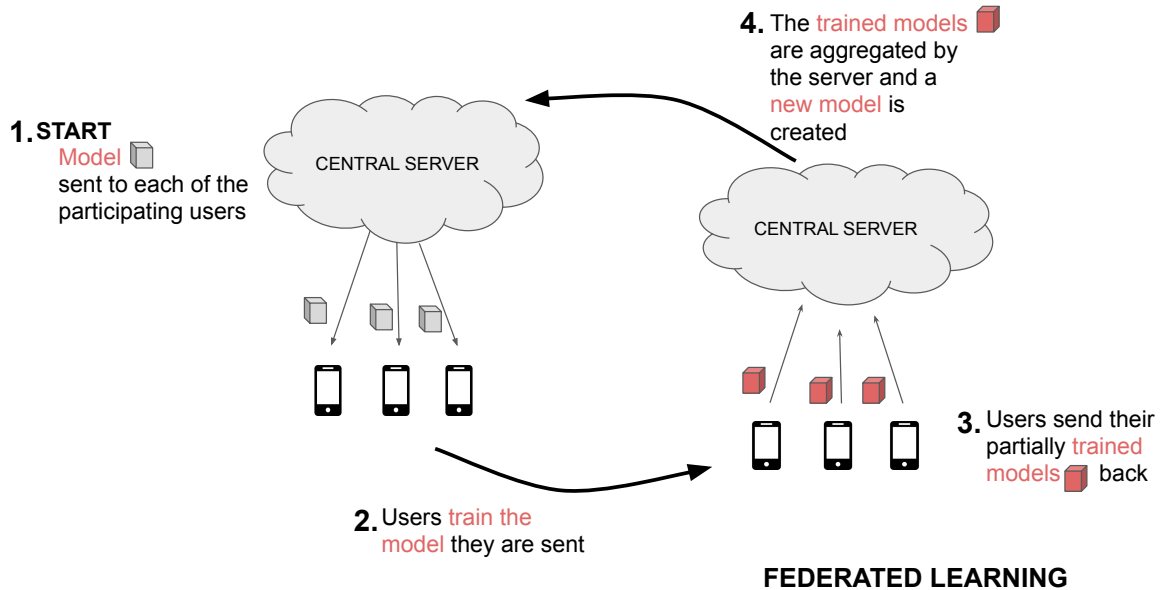 1. START
Model
sent to each of the
participating users
CENTRAL SERVER
2. Users train the
model they are sent
3. Users send their
partially trained
models back
CENTRAL SERVER
4. The trained models
are aggregated by
the server and a
new model is
created
FEDERATED LEARNING